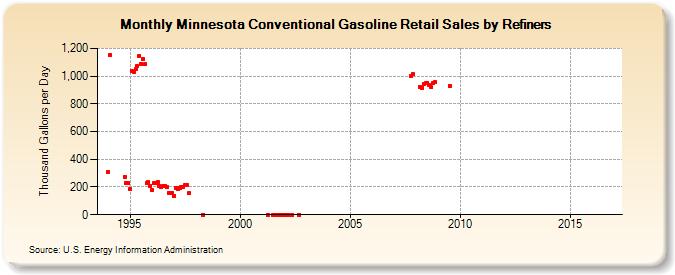 Monthly Minnesota Conventional Gasoline Retail Sales by Refiners
Thousand Gallons per Day
1,200
1,000
800
600
400
200
0
1995 2000 2005 2010 2015
Source: U.S. Energy Information Administration